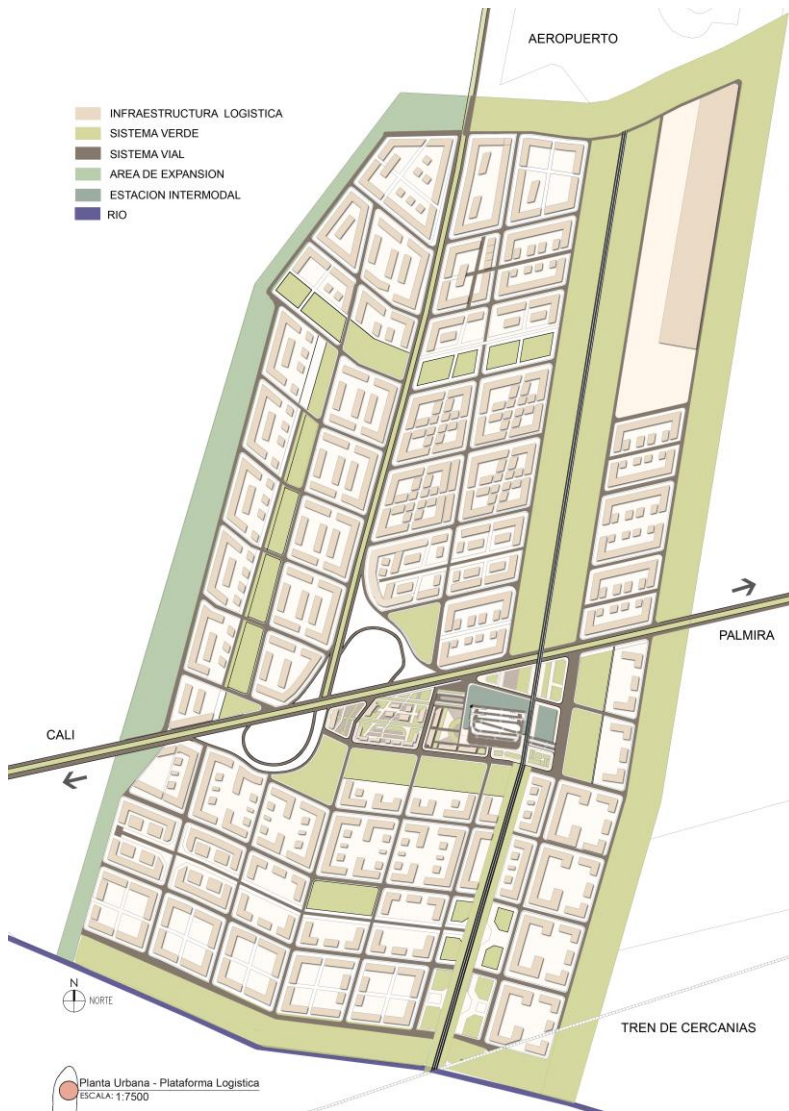 AEROPUERTO
INFRAESTRUCTURA LOGISTICA
SISTEMA VERDE
SISTEMA VIAL
AREA DE EXPANSION
ESTACION INTERMODAL
RIO
PALMIRA
CALI
N
NORTE
TREN DE CERCANIAS
Planta Urbana - Plataforma Logistica
ESCALA: 1:7500